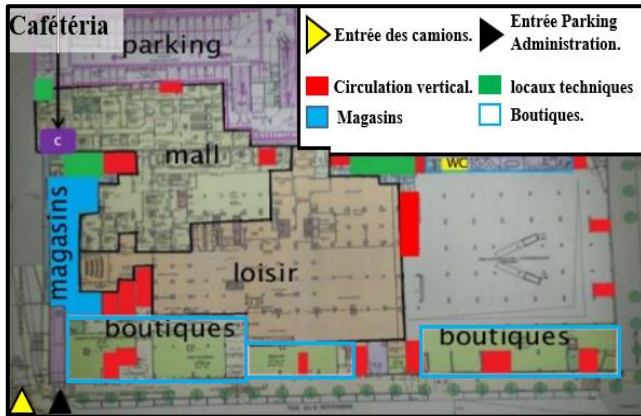 Cafétéria
parking
Entrée des camions.
Entrée Parking
Administration.
Circulation vertical.
locaux techniques
Magasins
Boutiques.
C
mall
WC
magasins
loisir
boutiques
boutiques